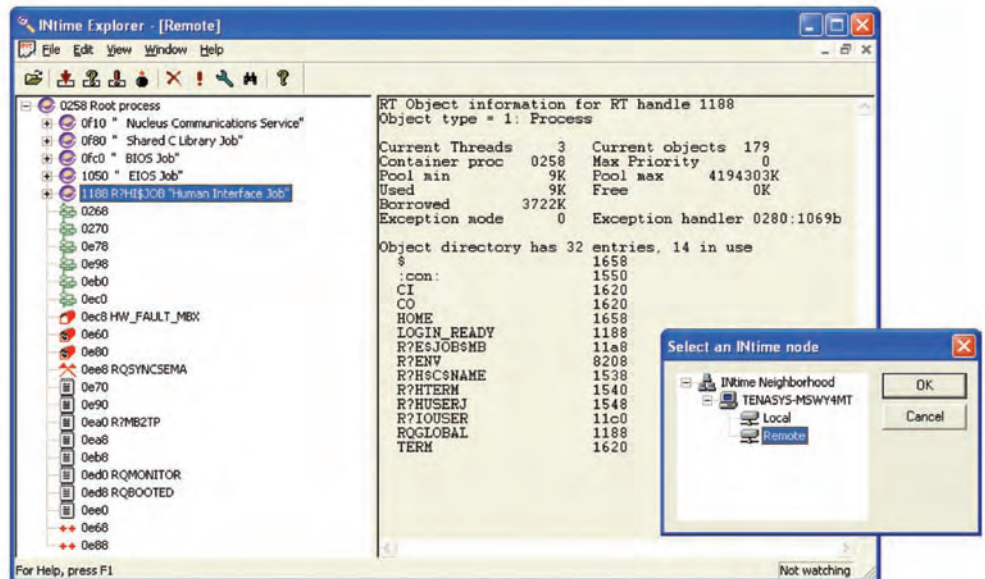 INtime Explorer - [Remote]
File Edit View Window Help
0258 Root process
0f10 " Nucleus Communications Service"
0f80 " Shared C Library Job"
0fc0 " BIOS Job"
1050 " EIOS Job"
1188 R?HI$JOB "Human Interface Job"
0268
0270
0e78
0e98
0eb0
0ec0
0ec8 HW_FAULT_MBX
0e60
0e80
0ee8 RQSYNCSEMA
0e70
0e90
0ea0 R?MB2TP
0ea8
0eb8
0ed0 RQMONITOR
0ed8 RQBOOTED
0ee0
0e68
0e88
RT Object information for RT handle 1188
Object type = 1: Process
Current Threads 3 Current objects 179
Container proc 0258 Max Priority 0
Pool min 9K Pool max 4194303K
Used 9K Free 0K
Borrowed 3722K
Exception mode 0 Exception handler 0280:1069b
Object directory has 32 entries, 14 in use
$ 1658
:con: 1550
CI 1620
CO 1620
HOME 1658
LOGIN_READY 1188
R?E$JOB$MB 11a8
R?ENV 8208
R?H$C$NAME 1538
R?HTERM 1540
R?HUSERJ 1548
R?IOUSER 11c0
RQGLOBAL 1188
TERM 1620
Select an INtime node
INtime Neighborhood
TENASYS-MSWY4MT
Local
Remote
OK
Cancel
For Help, press F1
Not watching